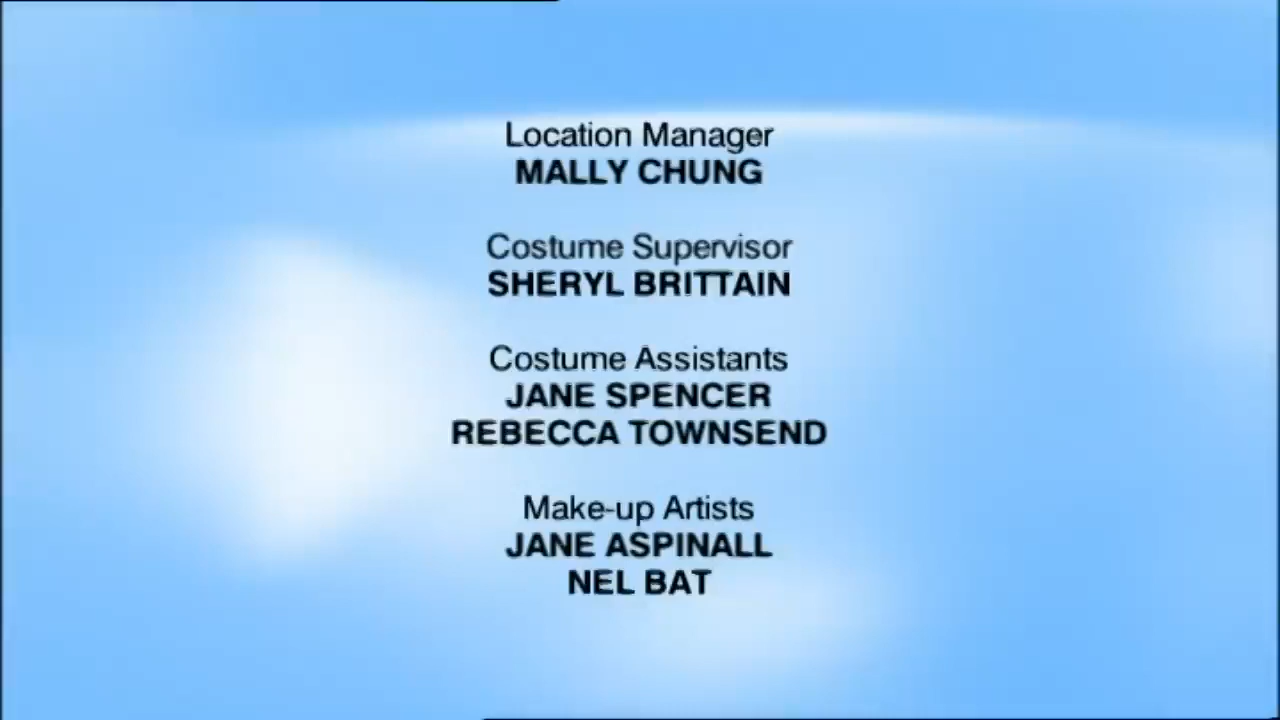 Location Manager
MALLY CHUNG
Costume Supervisor
SHERYL BRITTAIN
Costume Assistants
JANE SPENCER
REBECCA TOWNSEND
Make-up Artists
JANE ASPINALL
NEL BAT